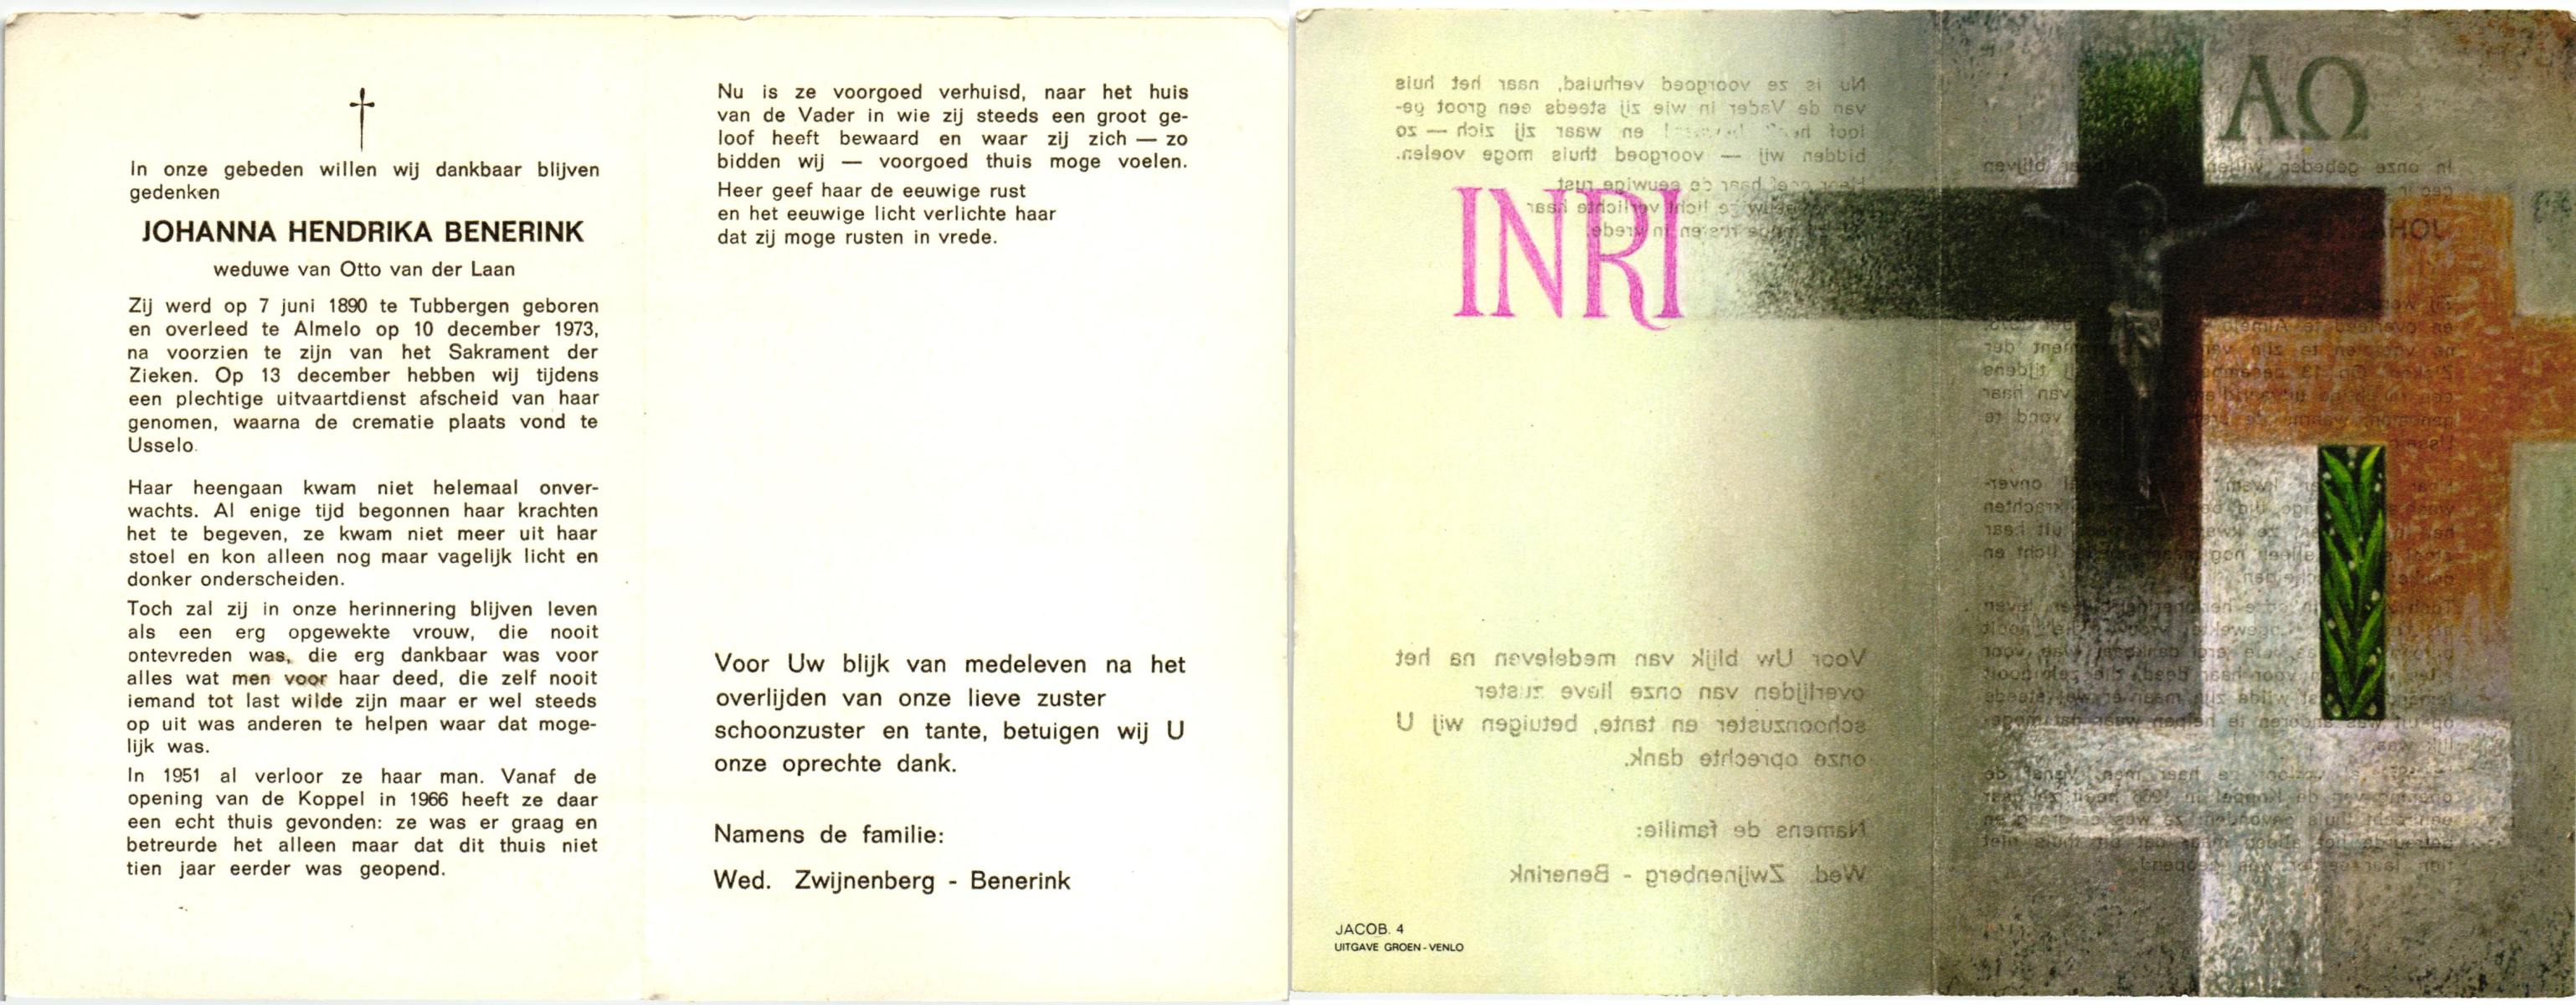 In onze gebeden willen wij dankbaar blijven
gedenken
JOHANNA HENDRIKA BENERINK
weduwe van Otto van der Laan
Zij werd op 7 juni 1890 te Tubbergen geboren
en overleed te Almelo op 10 december 1973,
na voorzien te zijn van het Sakrament der
Zieken. Op 13 december hebben wij tijdens
een plechtige uitvaartdienst afscheid van haar
genomen, waarna de crematie plaats vond te
Usselo.
Haar heengaan kwam niet helemaal onver-
wachts. Al enige tijd begonnen haar krachten
het te begeven, ze kwam niet meer uit haar
stoel en kon alleen nog maar vagelijk licht en
donker onderscheiden.
Toch zal zij in onze herinnering blijven leven
als een erg opgewekte vrouw, die nooit
ontevreden was, die erg dankbaar was voor
alles wat men voor haar deed, die zelf nooit
iemand tot last wilde zijn maar er wel steeds
op uit was anderen te helpen waar dat moge-
lijk was.
In 1951 al verloor ze haar man. Vanaf de
opening van de Koppel in 1966 heeft ze daar
een echt thuis gevonden: ze was er graag en
betreurde het alleen maar dat dit thuis niet
tien jaar eerder was geopend.
Nu is ze voorgoed verhuisd, naar het huis
van de Vader in wie zij steeds een groot ge-
loof heeft bewaard en waar zij zich — zo
bidden wij — voorgoed thuis moge voelen.
Heer geef haar de eeuwige rust
en het eeuwige licht verlichte haar
dat zij moge rusten in vrede.
Voor Uw blijk van medeleven na het
overlijden van onze lieve zuster
schoonzuster en tante, betuigen wij U
onze oprechte dank.
Namens de familie:
Wed. Zwijnenberg - Benerink
INRI
ΑΩ
JACOB. 4
UITGAVE GROEN - VENLO